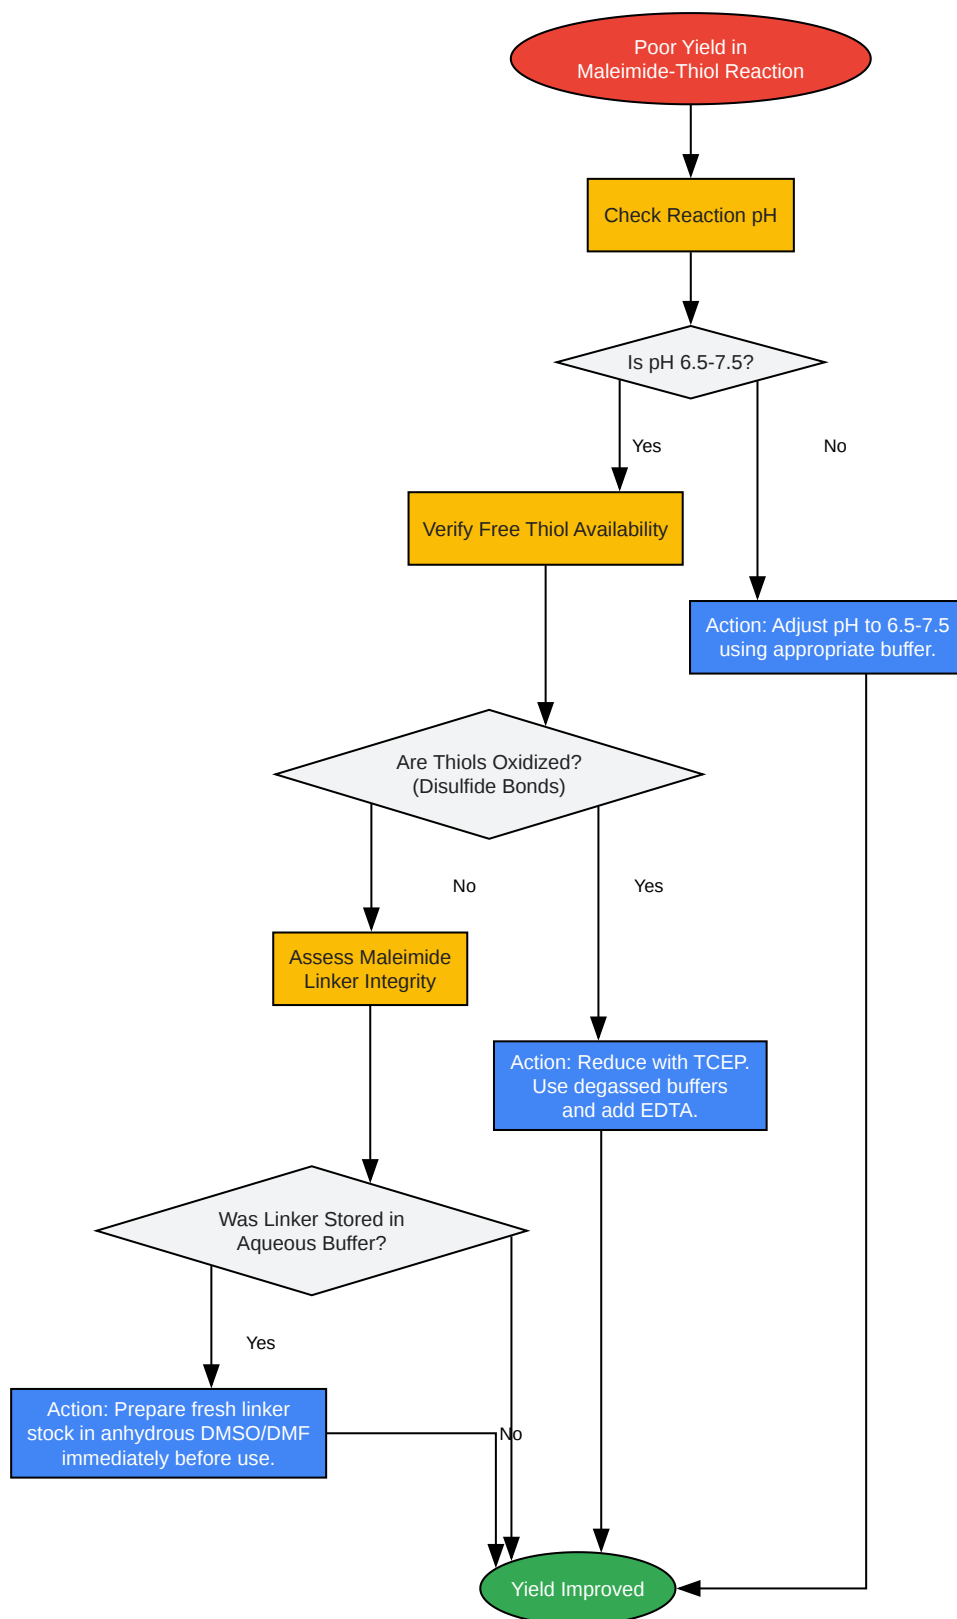 Poor Yield in
Maleimide-Thiol Reaction
Check Reaction pH
Is pH 6.5-7.5?
Yes
No
Verify Free Thiol Availability
Action: Adjust pH to 6.5-7.5
using appropriate buffer.
Are Thiols Oxidized?
(Disulfide Bonds)
No
Yes
Assess Maleimide
Linker Integrity
Action: Reduce with TCEP.
Use degassed buffers
and add EDTA.
Was Linker Stored in
Aqueous Buffer?
Yes
Action: Prepare fresh linker
stock in anhydrous DMSO/DMF
immediately before use.
No
Yield Improved